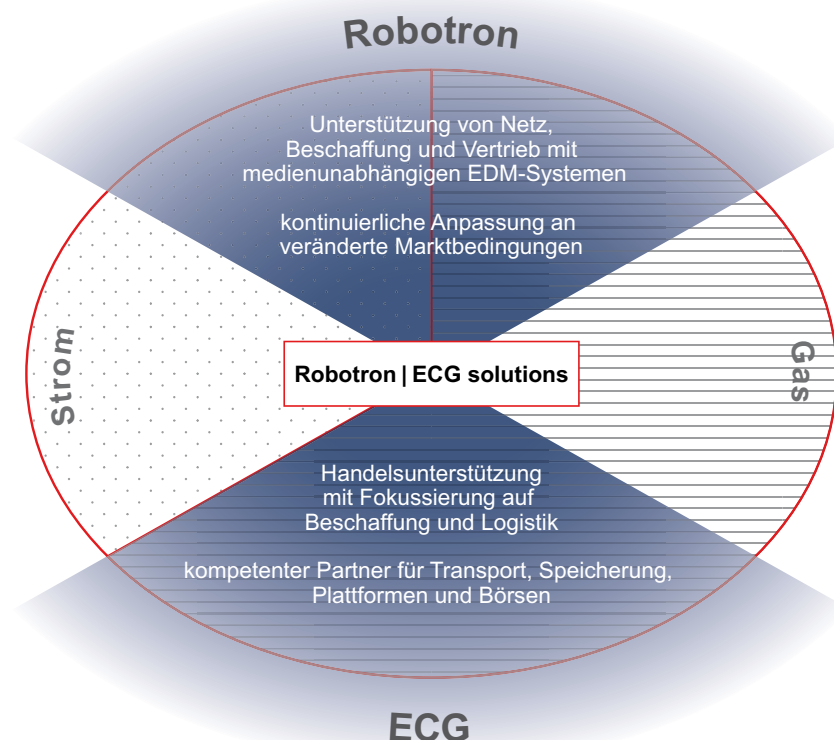 Robotron
Unterstützung von Netz,
Beschaffung und Vertrieb mit
medienunabhängigen EDM-Systemen
kontinuierliche Anpassung an
veränderte Marktbedingungen
Strom
Robotron | ECG solutions
Gas
Handelsunterstützung
mit Fokussierung auf
Beschaffung und Logistik
kompetenter Partner für Transport, Speicherung,
Plattformen und Börsen
ECG